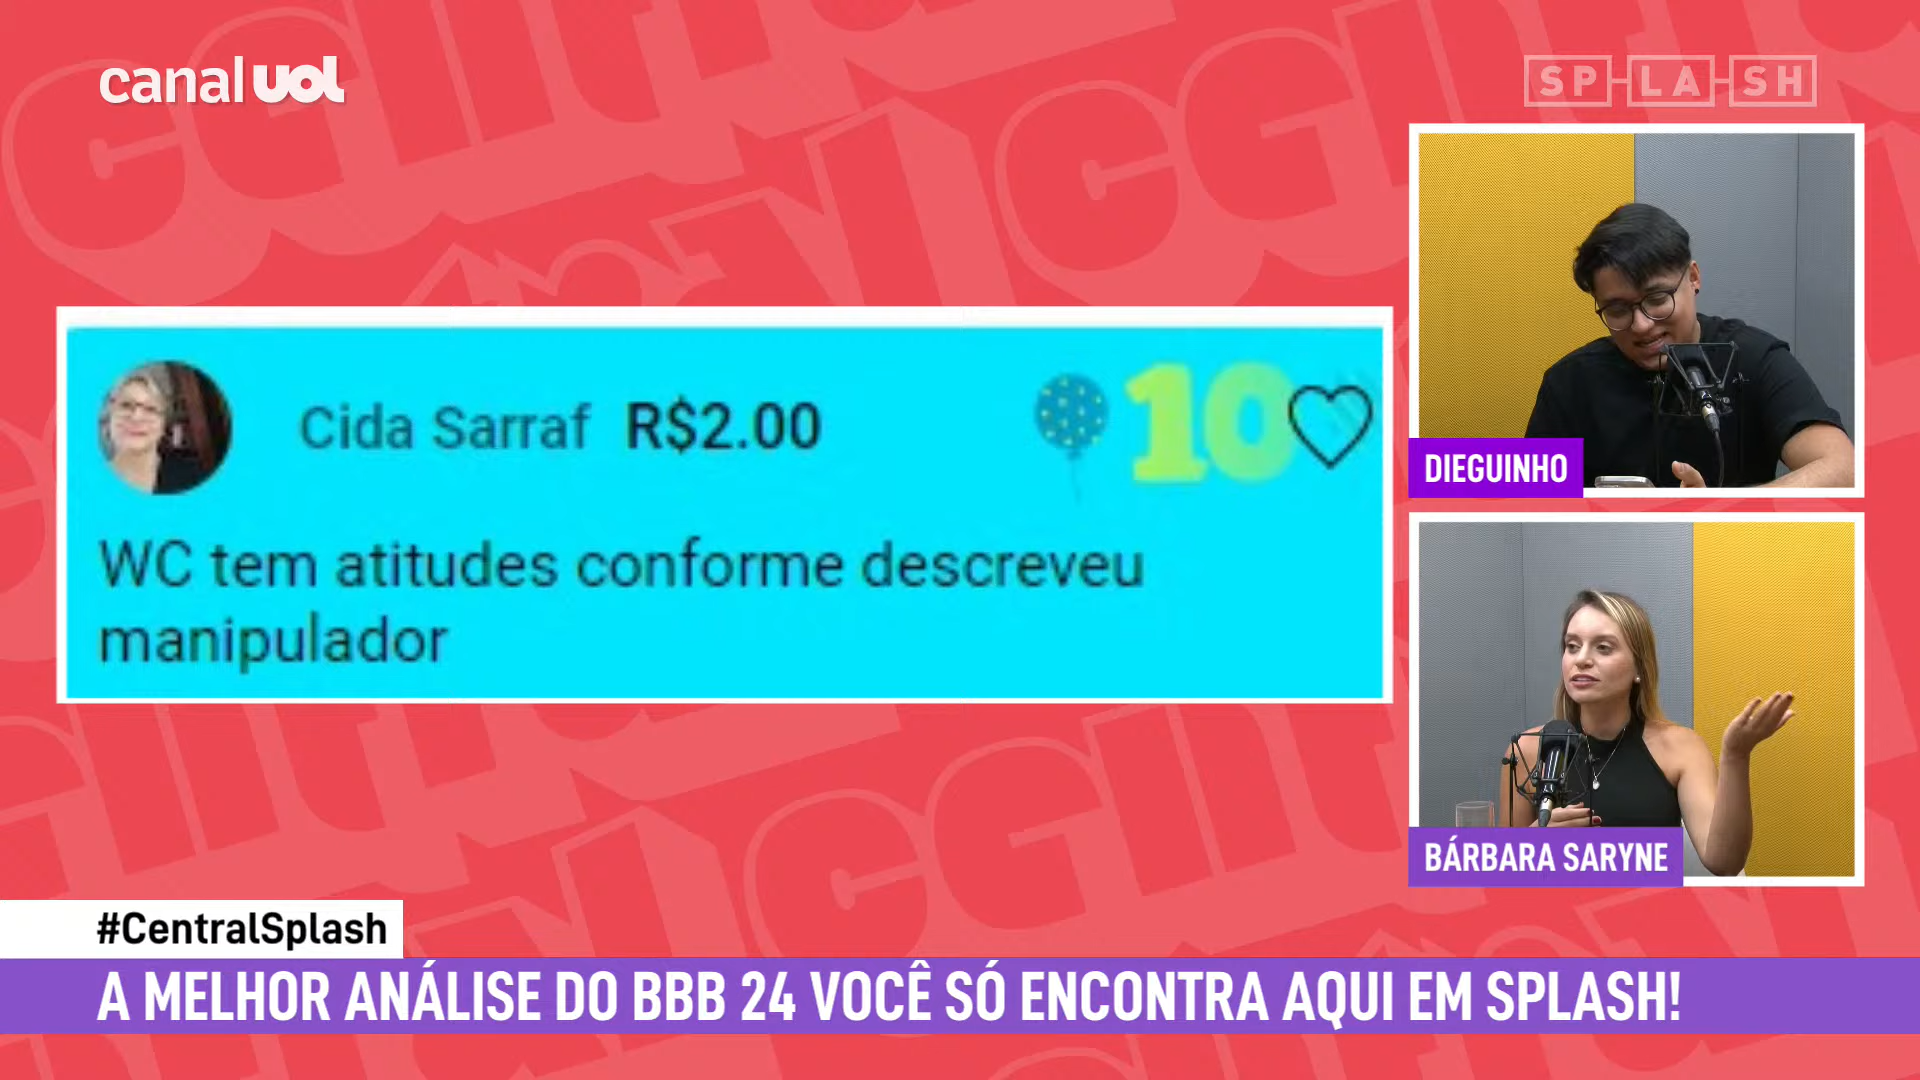 canal uol
SPLASH
Cida Sarraf R$2.00
10
WC tem atitudes conforme descreveu
manipulador
DIEGUINHO
BÁRBARA SARYNE
#CentralSplash
A MELHOR ANÁLISE DO BBB 24 VOCÊ SÓ ENCONTRA AQUI EM SPLASH!